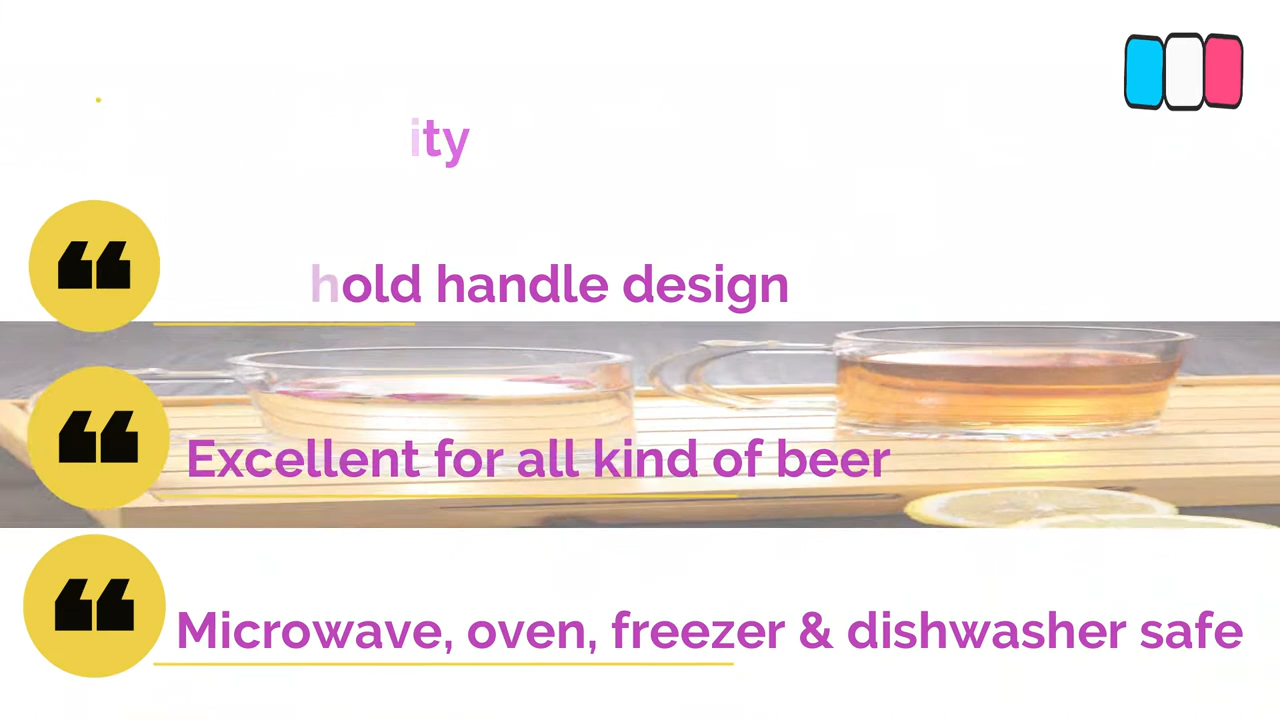 ity
hold handle design
Excellent for all kind of beer
Microwave, oven, freezer & dishwasher safe